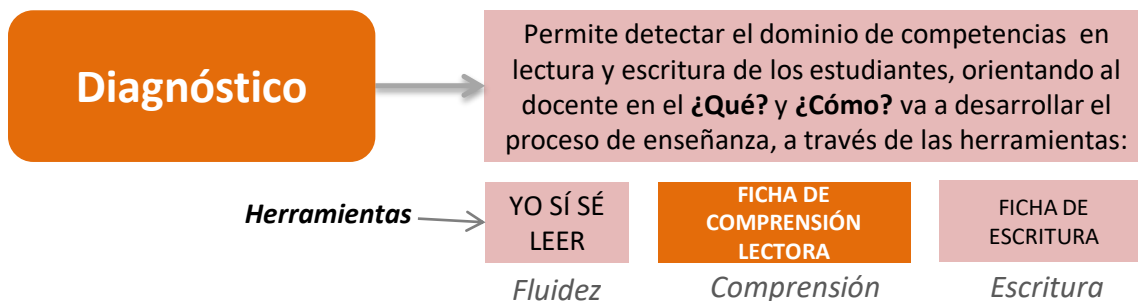 Diagnóstico
Permite detectar el dominio de competencias en
lectura y escritura de los estudiantes, orientando al
docente en el ¿Qué? y ¿Cómo? va a desarrollar el
proceso de enseñanza, a través de las herramientas:
Herramientas
YO SÍ SÉ
LEER
FICHA DE
COMPRENSIÓN
LECTORA
FICHA DE
ESCRITURA
Fluidez
Comprensión
Escritura